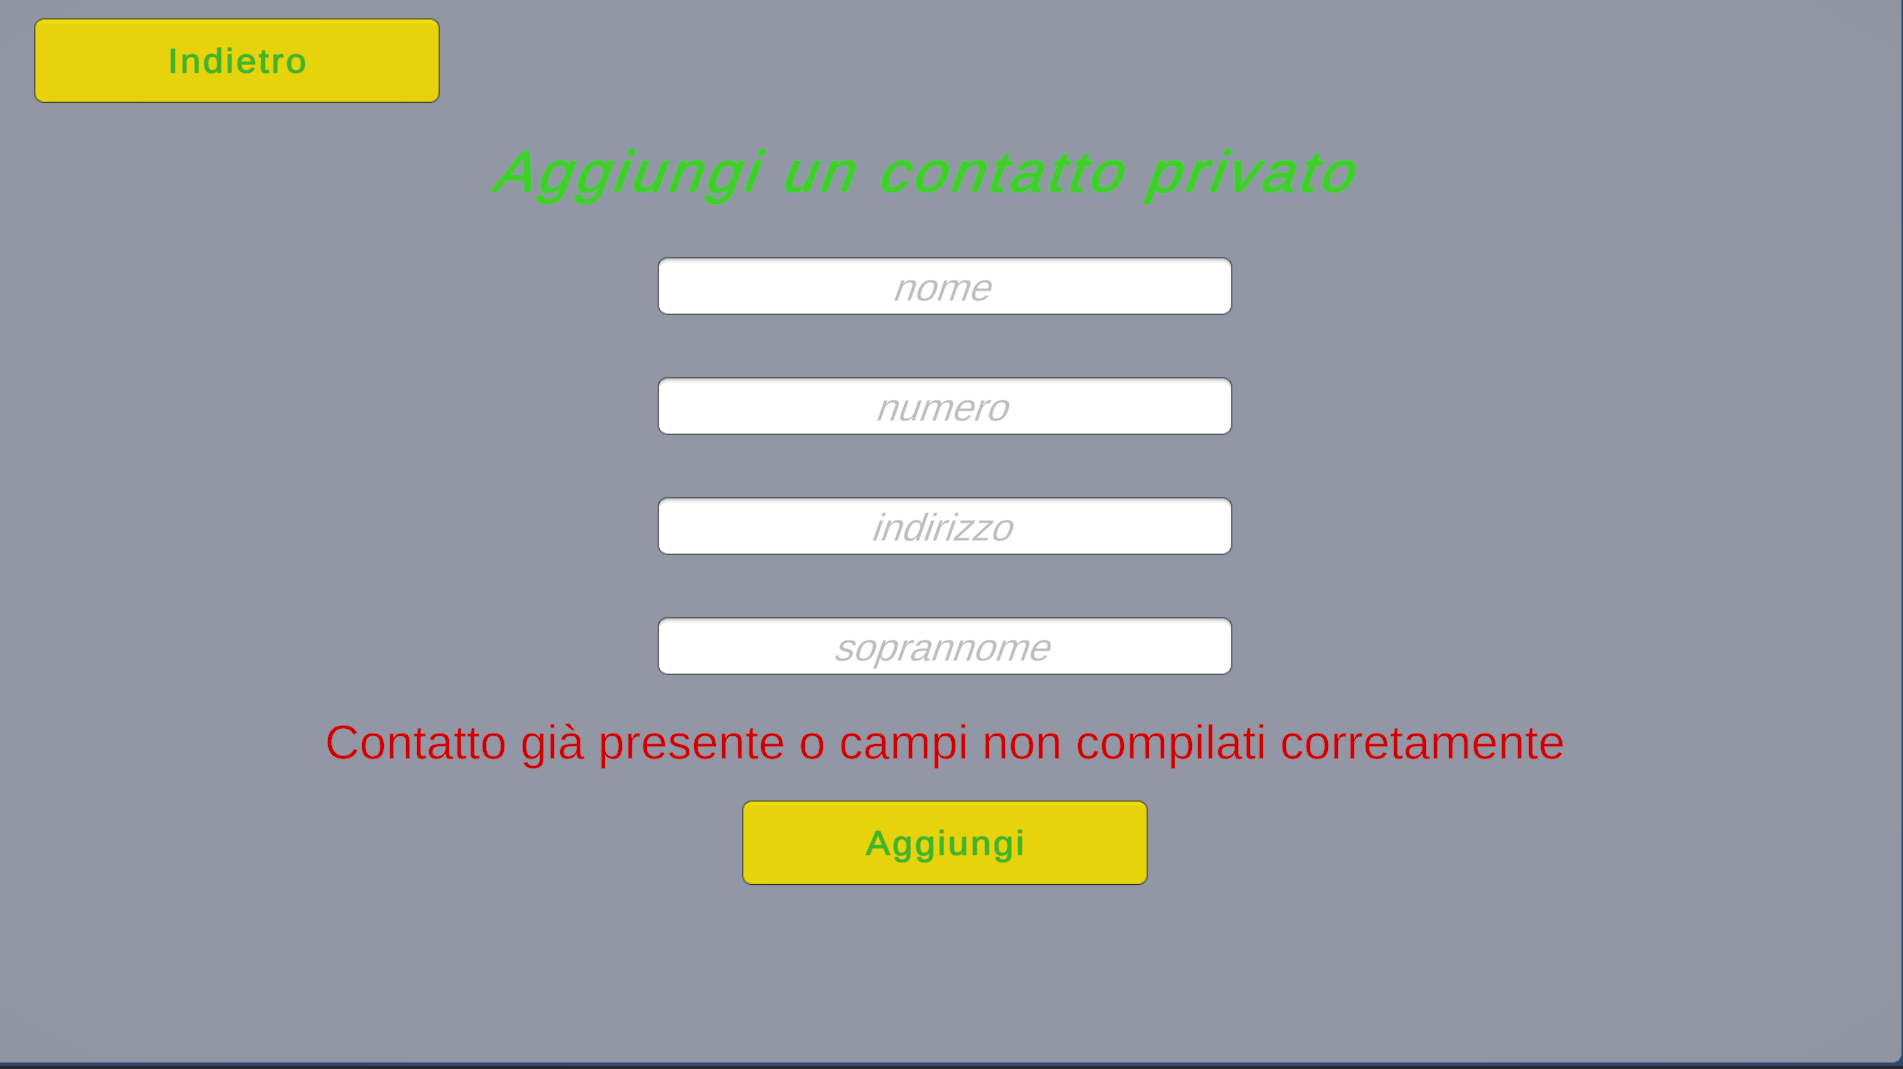 Indietro
Aggiungi un contatto privato
nome
numero
indirizzo
soprannome
Contatto già presente o campi non compilati corretamente
Aggiungi